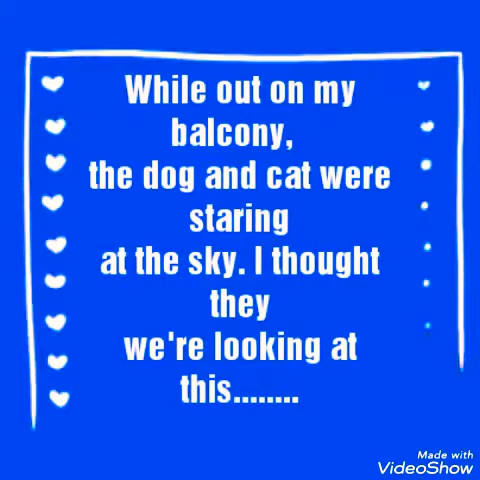 While out on my
balcony,
the dog and cat were
staring
at the sky. I thought
they
we're looking at
this........
Made with
VideoShow